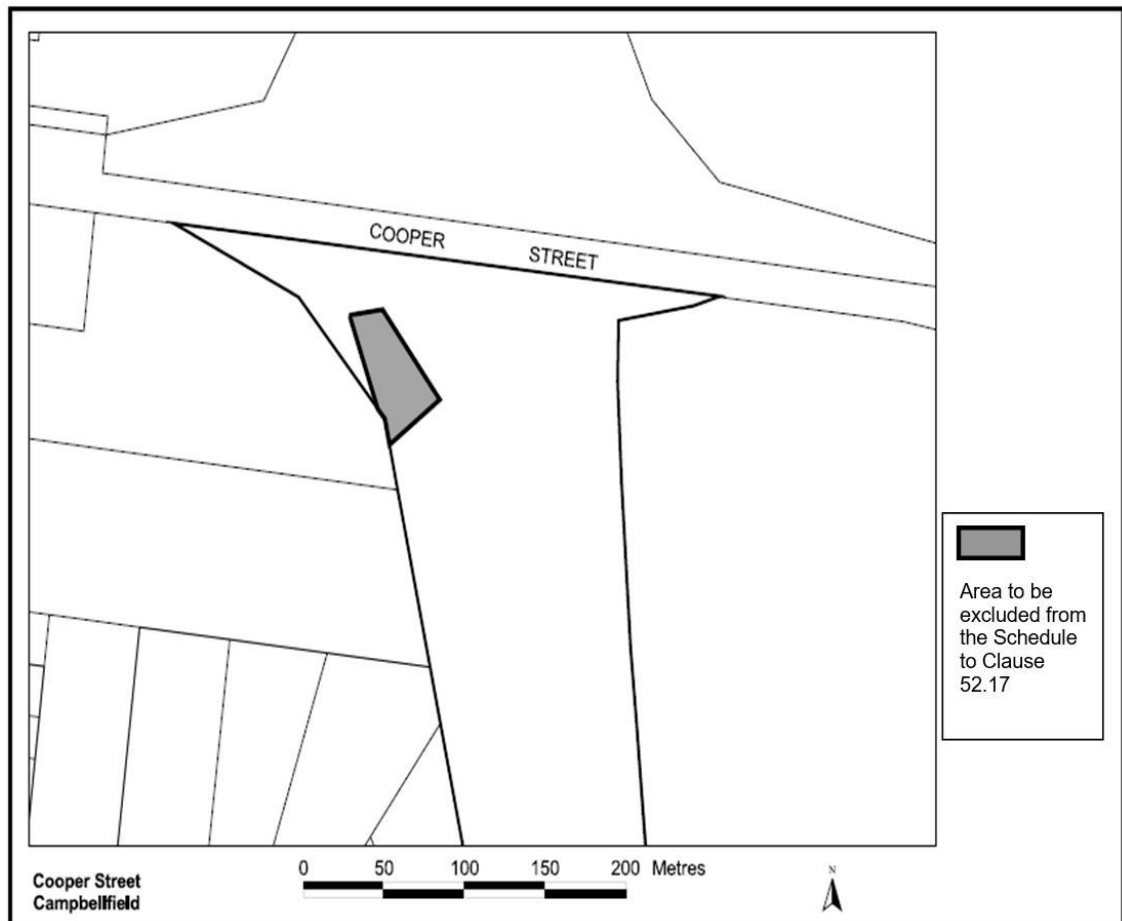 COOPER STREET
Area to be
excluded from
the Schedule
to Clause
52.17
0 50 100 150 200 Metres
N
Cooper Street
Campbellfield